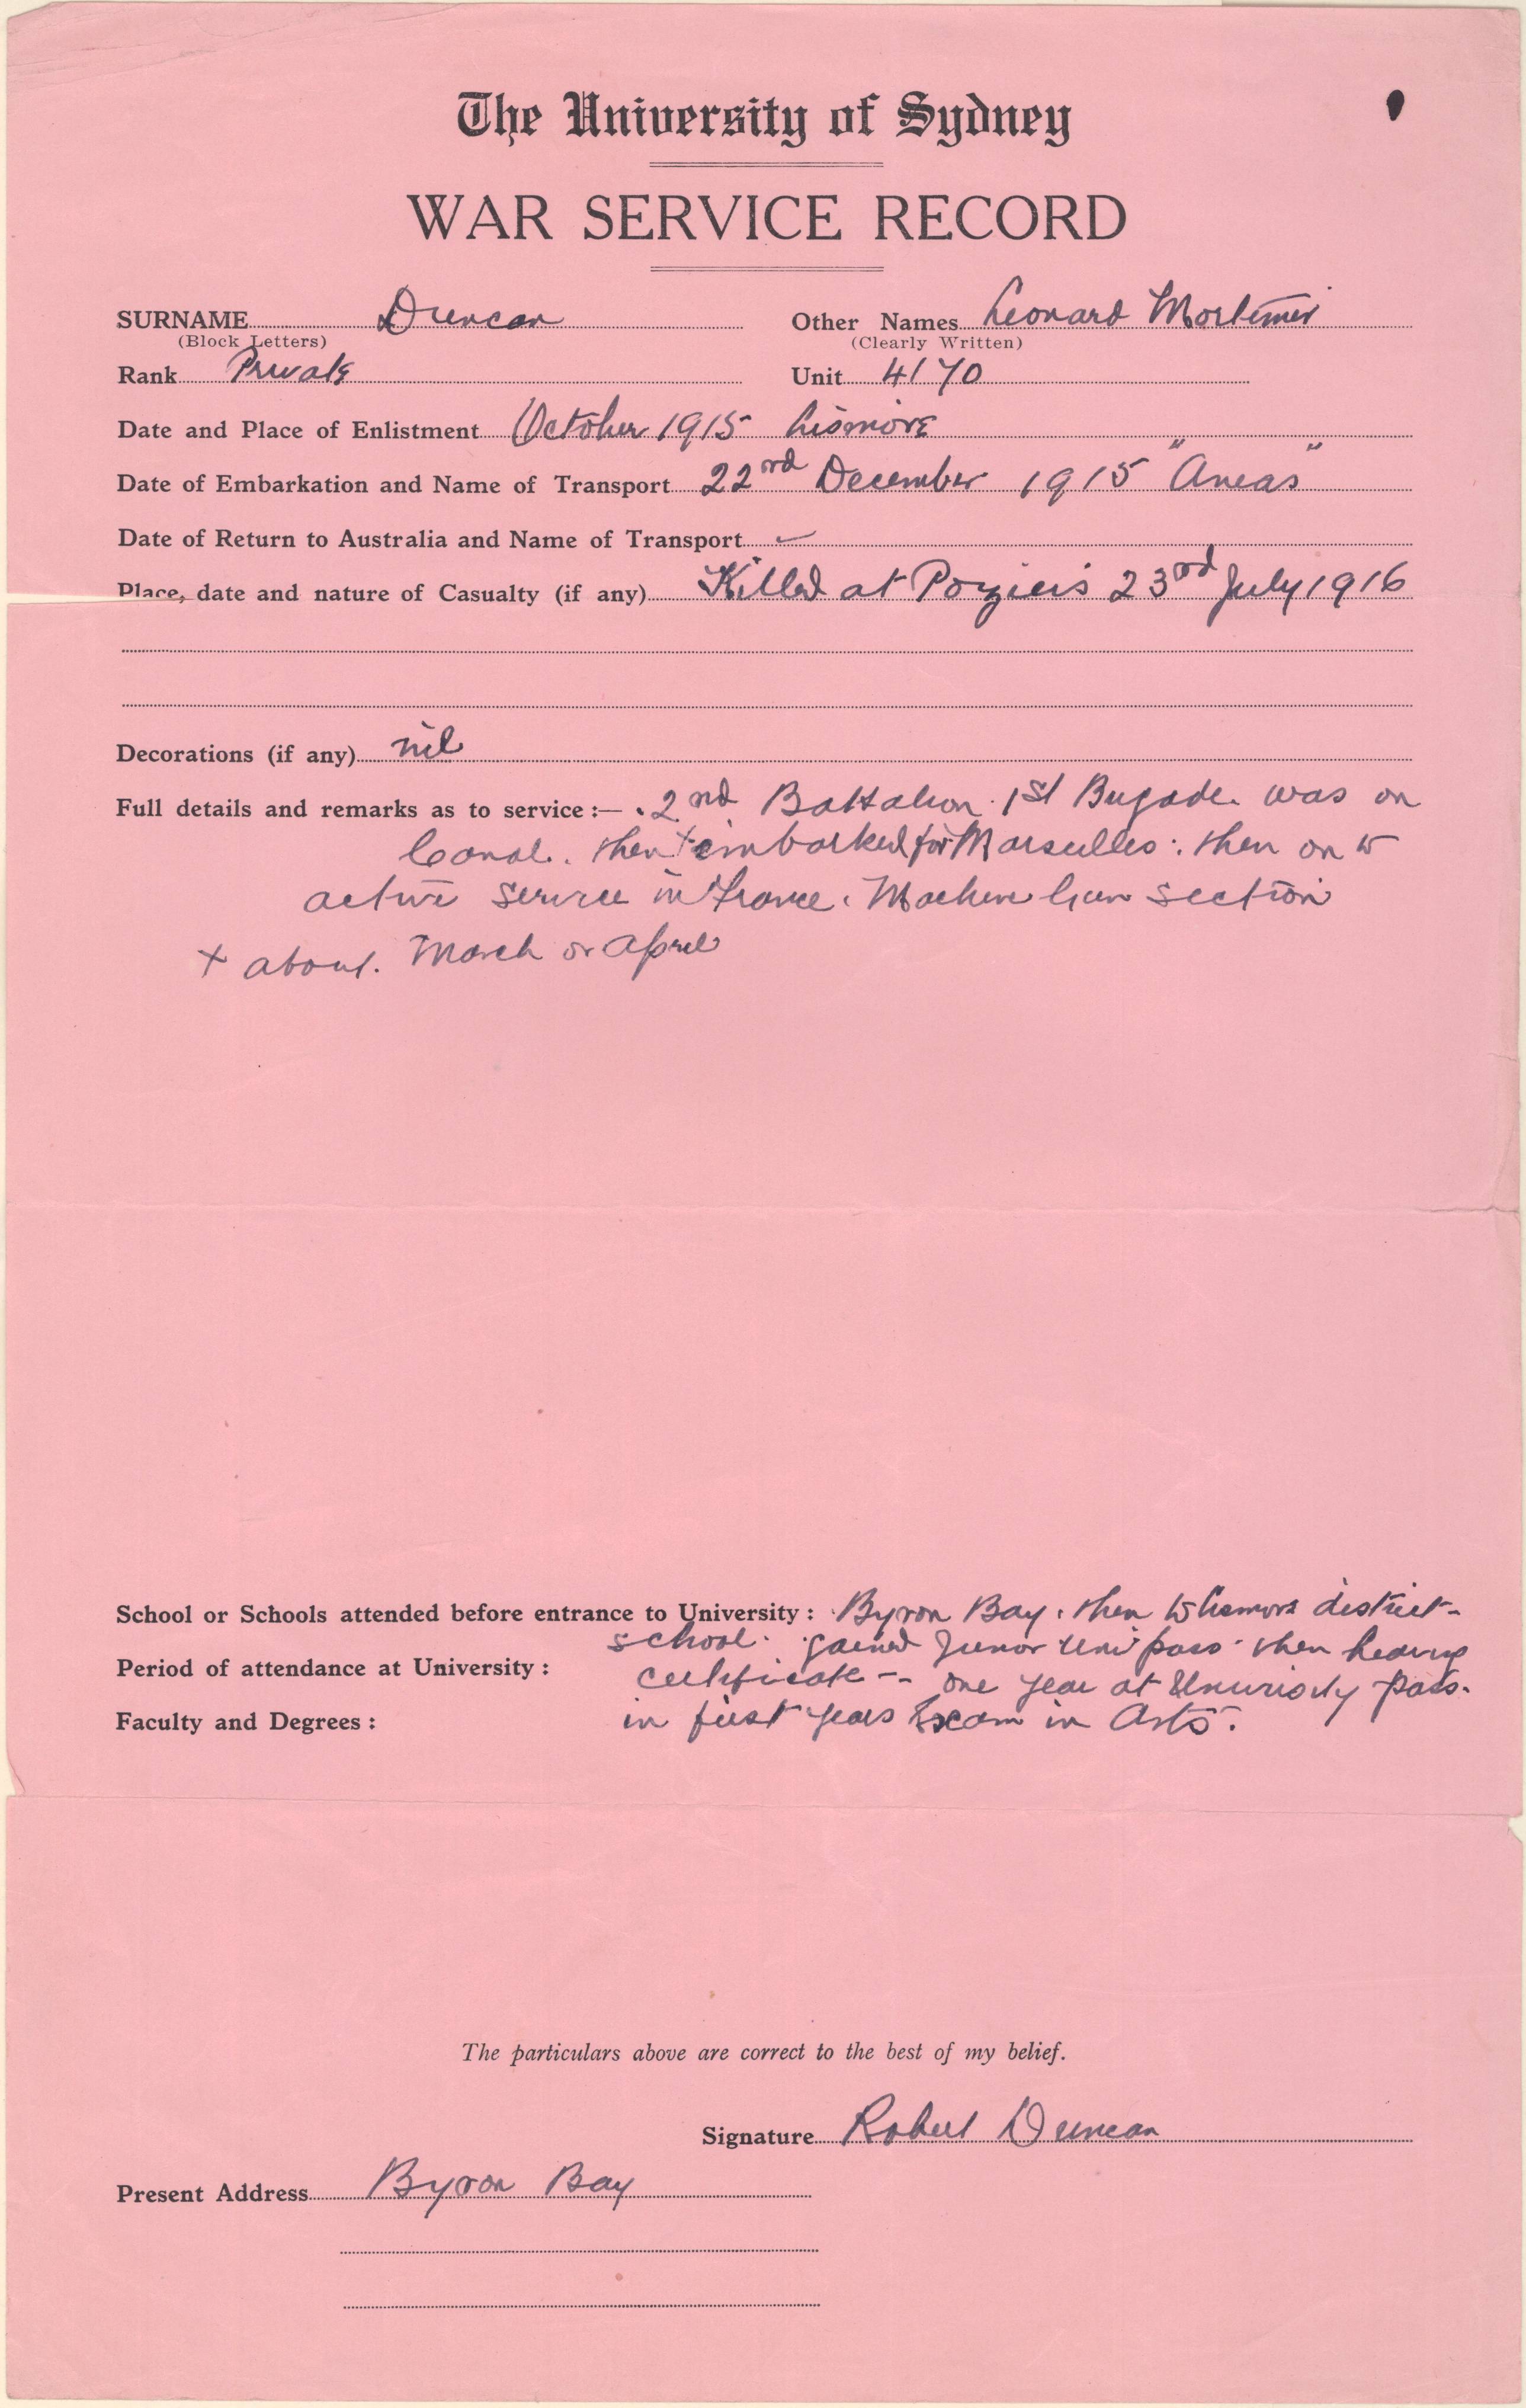 The University of Sydney
WAR SERVICE RECORD
SURNAME Duncan Other Names Leonard Mortimer
(Block Letters) (Clearly Written)
Rank Private Unit 4170
Date and Place of Enlistment October 1915 Lismore
Date of Embarkation and Name of Transport 22nd December 1915 "Aneas"
Date of Return to Australia and Name of Transport
Place, date and nature of Casualty (if any) Killed at Pozieis 23rd July 1916
Decorations (if any) nil
Full details and remarks as to service:— . 2nd Battalion. 1st Brigade. was on
Canal. then + embarked for Marseilles. then on to
active service in France. Machine Gun section
+ about. March or April
School or Schools attended before entrance to University: Byron Bay. then to Lismore district
school. gained Junior Uni pass. then leaving
Period of attendance at University: certificate -- one year at University pass.
Faculty and Degrees: in first years Exam in Arts.
The particulars above are correct to the best of my belief.
Signature Robert Duncan
Present Address Byron Bay